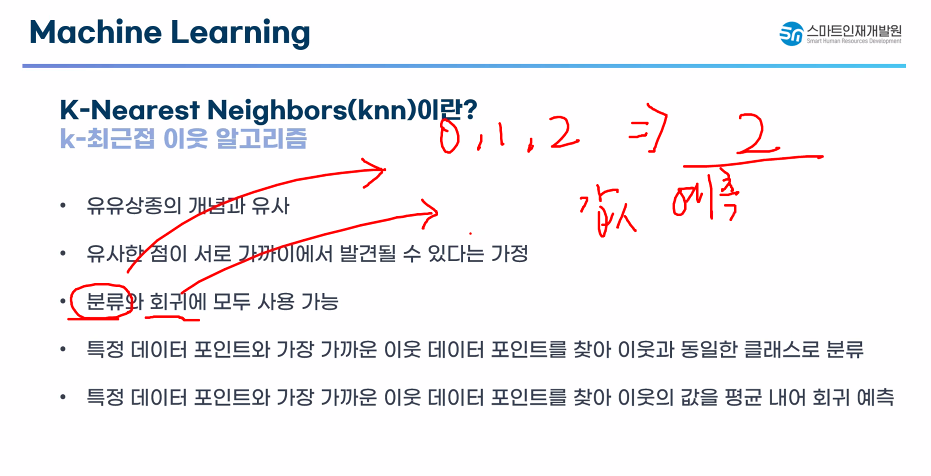 Machine Learning
스마트인재개발원
Smart Human Resources Development
K-Nearest Neighbors(knn)이란?
k-최근접 이웃 알고리즘
0, 1, 2 ⇒ 2
값 예측
• 유유상종의 개념과 유사
• 유사한 점이 서로 가까이에서 발견될 수 있다는 가정
• 분류와 회귀에 모두 사용 가능
• 특정 데이터 포인트와 가장 가까운 이웃 데이터 포인트를 찾아 이웃과 동일한 클래스로 분류
• 특정 데이터 포인트와 가장 가까운 이웃 데이터 포인트를 찾아 이웃의 값을 평균 내어 회귀 예측